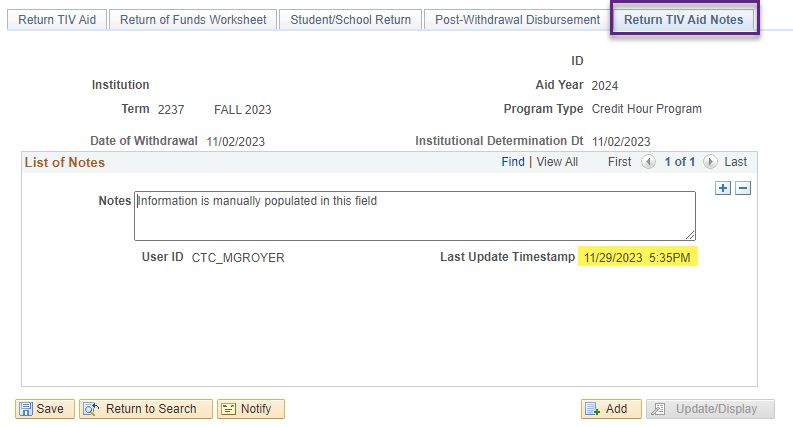 Return TIV Aid Return of Funds Worksheet Student/School Return Post-Withdrawal Disbursement Return TIV Aid Notes
ID
Institution Aid Year 2024
Term 2237 FALL 2023 Program Type Credit Hour Program
Date of Withdrawal 11/02/2023 Institutional Determination Dt 11/02/2023
List of Notes Find | View All First 1 of 1 Last
Notes Information is manually populated in this field
User ID CTC_MGROYER Last Update Timestamp 11/29/2023 5:35PM
Save Return to Search Notify Add Update/Display